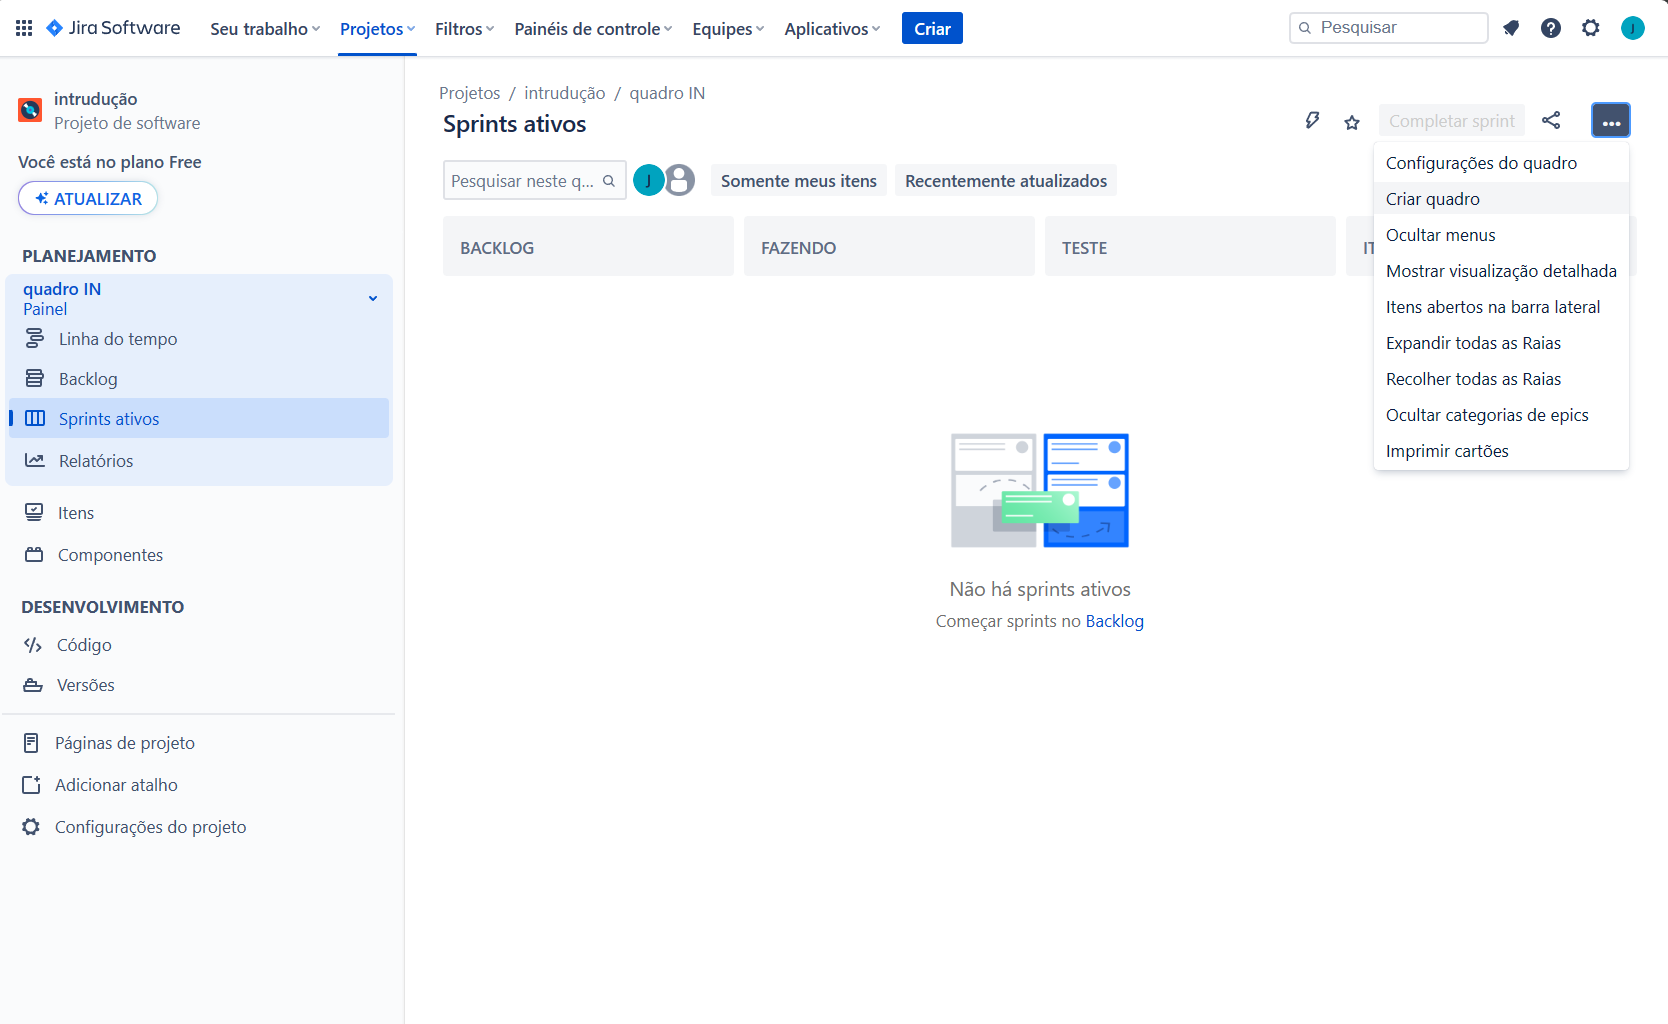 Jira Software
Seu trabalho
Projetos
Filtros
Painéis de controle
Equipes
Aplicativos
Criar
Pesquisar
J
intrudução
Projeto de software
Você está no plano Free
ATUALIZAR
PLANEJAMENTO
quadro IN
Painel
Linha do tempo
Backlog
Sprints ativos
Relatórios
Itens
Componentes
DESENVOLVIMENTO
Código
Versões
Páginas de projeto
Adicionar atalho
Configurações do projeto
Projetos / intrudução / quadro IN
Sprints ativos
Completar sprint
Pesquisar neste q...
J
Somente meus itens
Recentemente atualizados
BACKLOG
FAZENDO
TESTE
Configurações do quadro
Criar quadro
Ocultar menus
Mostrar visualização detalhada
Itens abertos na barra lateral
Expandir todas as Raias
Recolher todas as Raias
Ocultar categorias de epics
Imprimir cartões
Não há sprints ativos
Começar sprints no Backlog